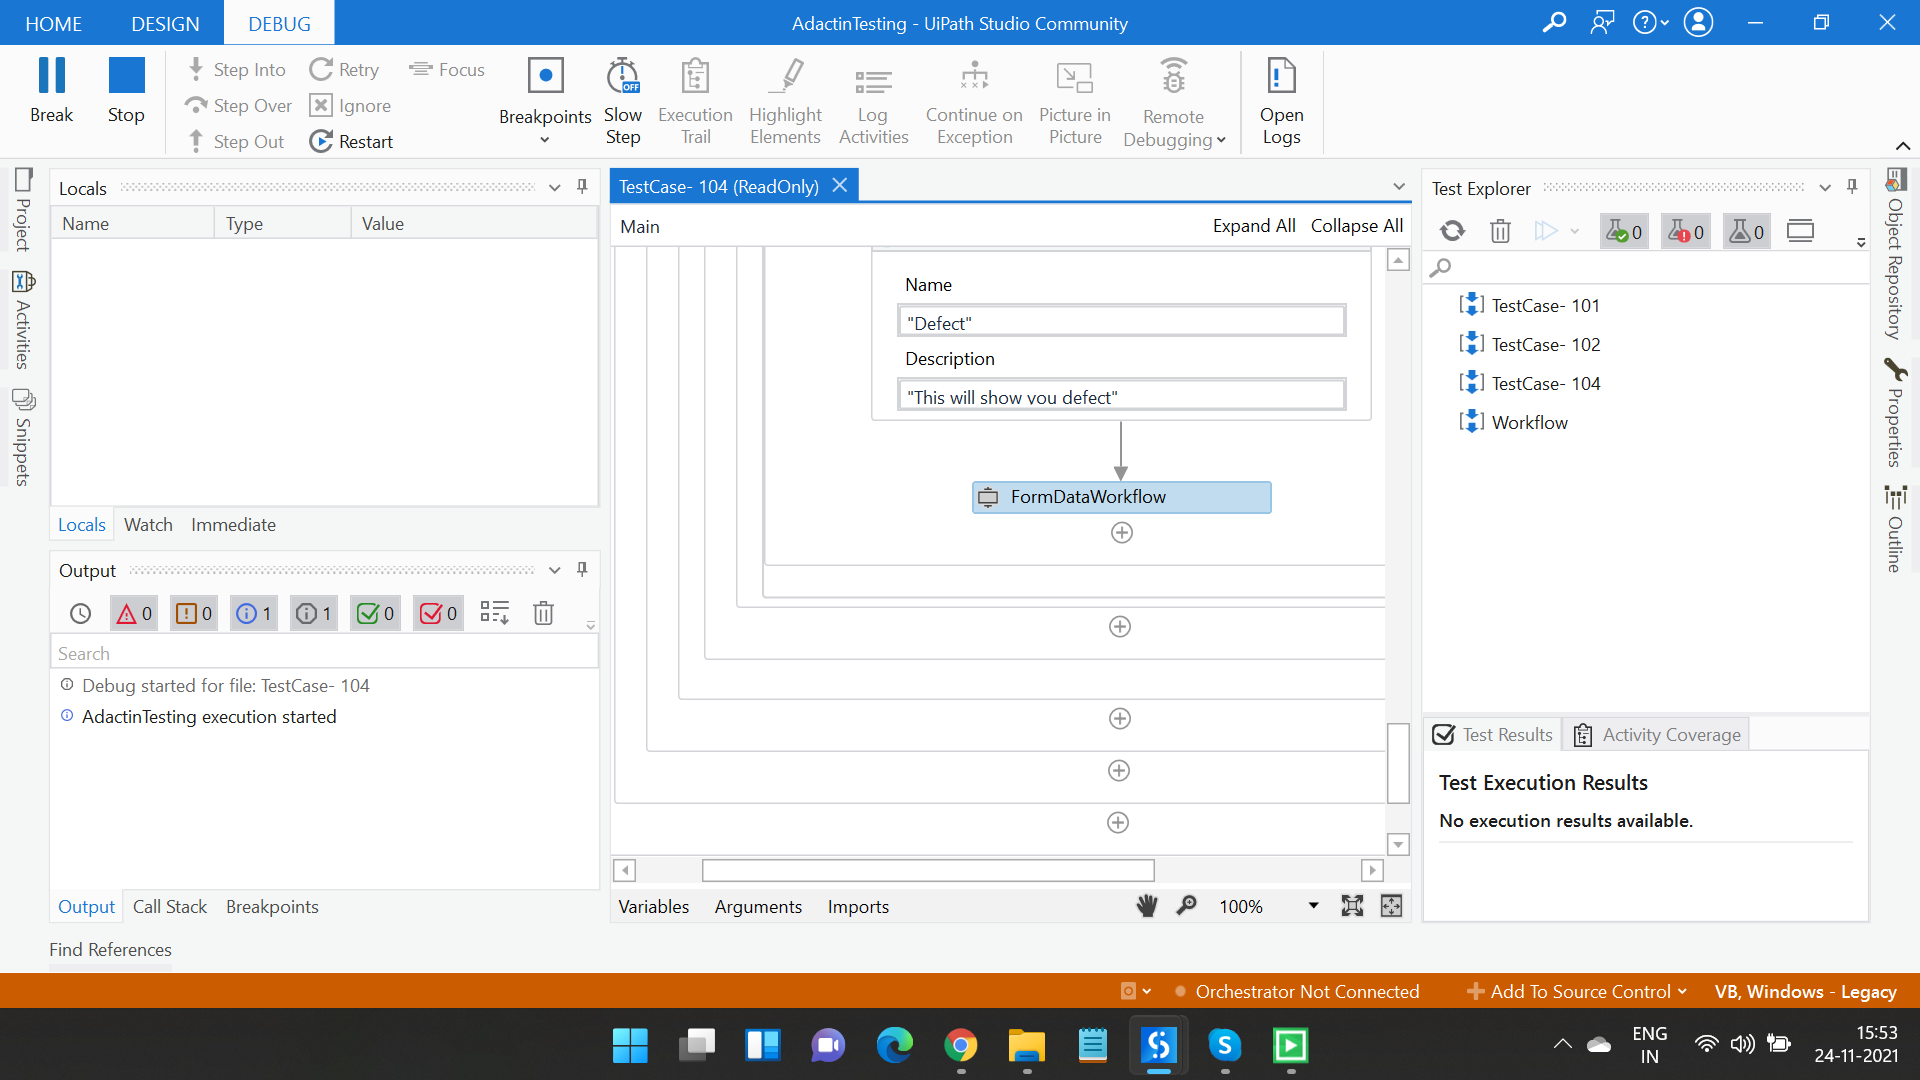 HOME DESIGN DEBUG
AdactinTesting - UiPath Studio Community
Break
Stop
Step Into
Step Over
Step Out
Retry
Ignore
Restart
Focus
Breakpoints
Slow
Step
OFF
Execution
Trail
Highlight
Elements
Log
Activities
Continue on
Exception
Picture in
Picture
Remote
Debugging
Open
Logs
Project
Activities
Snippets
Locals
Name Type Value
Locals Watch Immediate
Output
0 0 1 1 0 0
Search
Debug started for file: TestCase- 104
AdactinTesting execution started
Output Call Stack Breakpoints
Find References
TestCase- 104 (ReadOnly)
Main
Expand All Collapse All
Name
"Defect"
Description
"This will show you defect"
FormDataWorkflow
Variables Arguments Imports
100%
Test Explorer
0 0 0
TestCase- 101
TestCase- 102
TestCase- 104
Workflow
Test Results Activity Coverage
Test Execution Results
No execution results available.
Object Repository
Properties
Outline
Orchestrator Not Connected
Add To Source Control
VB, Windows - Legacy
ENG
IN
15:53
24-11-2021